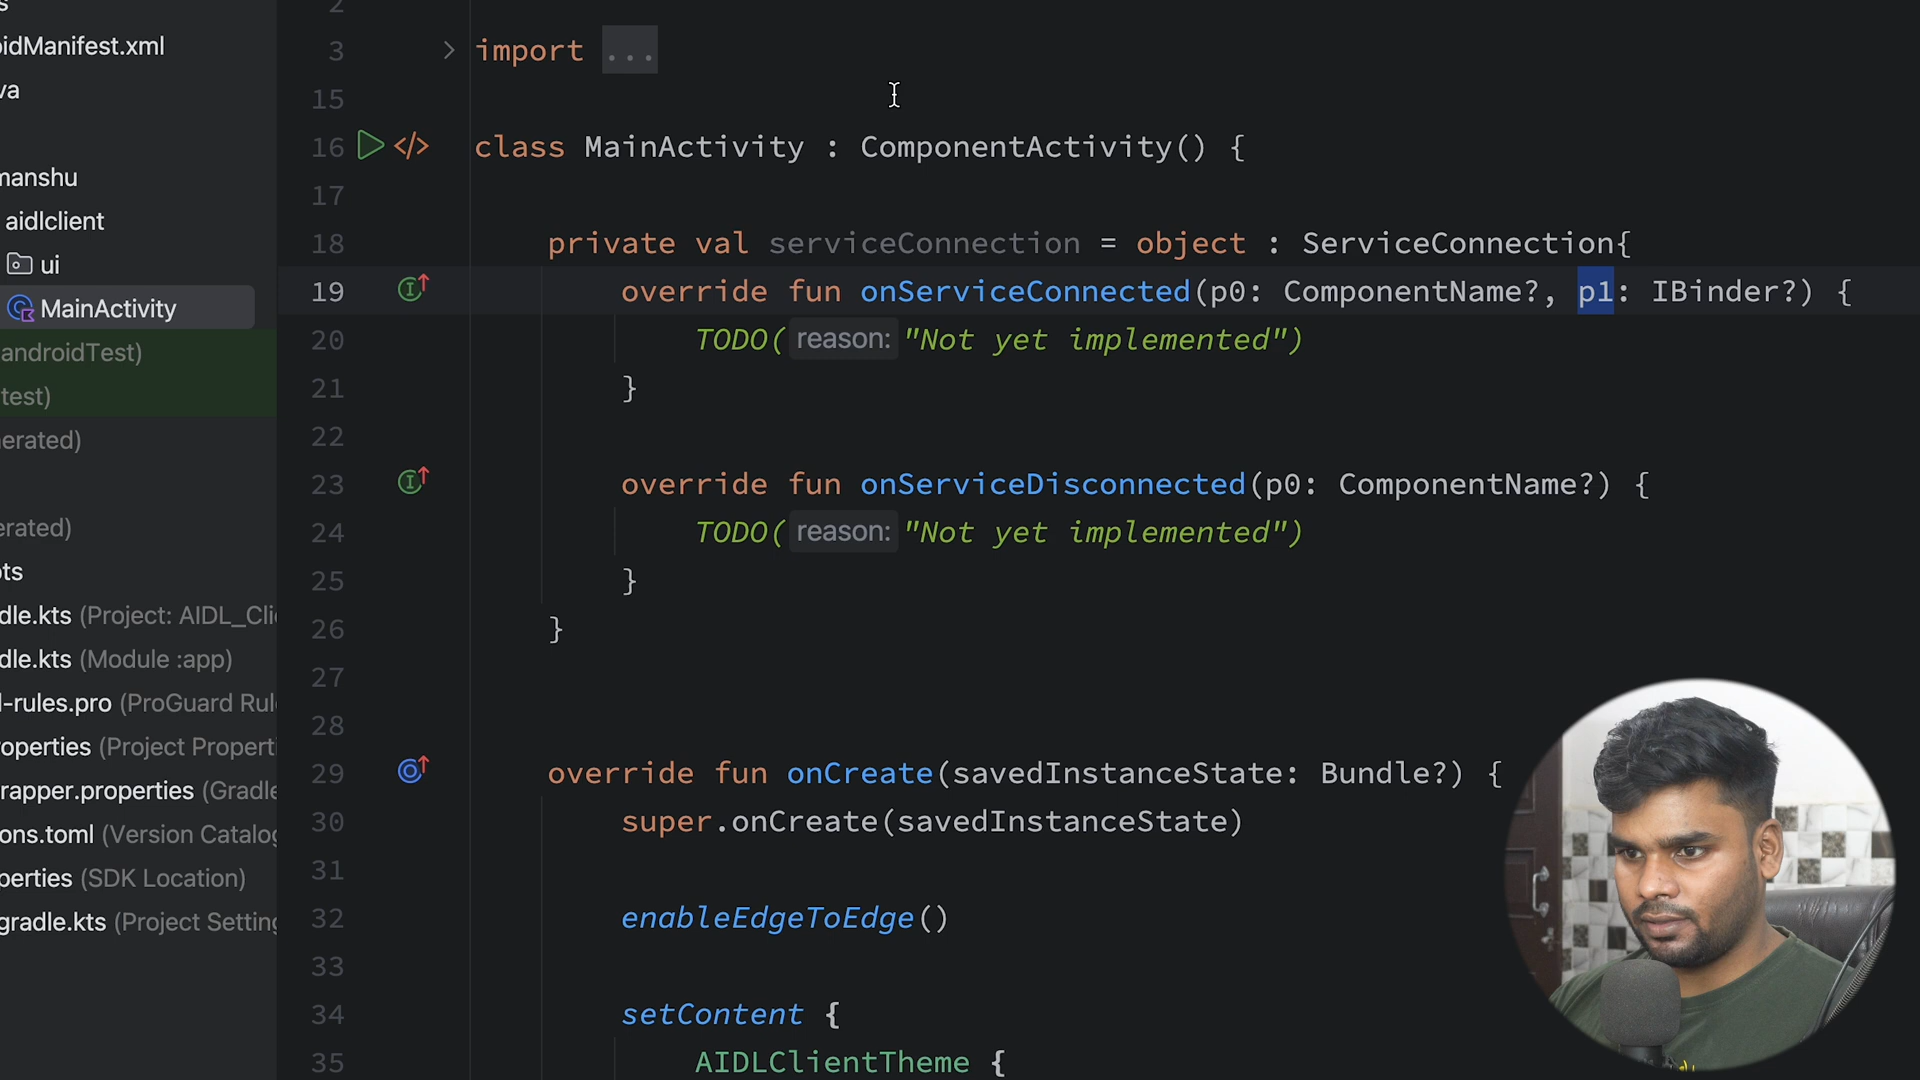 s
2
idManifest.xml
3 import ...
va
15
16 </> class MainActivity : ComponentActivity() {
manshu
17
aidlclient
18 private val serviceConnection = object : ServiceConnection{
ui
19 override fun onServiceConnected(p0: ComponentName?, p1: IBinder?) {
MainActivity
20 TODO( reason: "Not yet implemented")
androidTest)
21 }
test)
22
nerated)
23 override fun onServiceDisconnected(p0: ComponentName?) {
24 TODO( reason: "Not yet implemented")
erated)
25 }
pts
26 }
dle.kts (Project: AIDL_Cli
27
dle.kts (Module :app)
28
l-rules.pro (ProGuard Rul
29 override fun onCreate(savedInstanceState: Bundle?) {
roperties (Project Propert
30 super.onCreate(savedInstanceState)
rapper.properties (Gradle
31
ons.toml (Version Catalog
32 enableEdgeToEdge()
perties (SDK Location)
33
gradle.kts (Project Setting
34 setContent {
35 AIDLClientTheme {